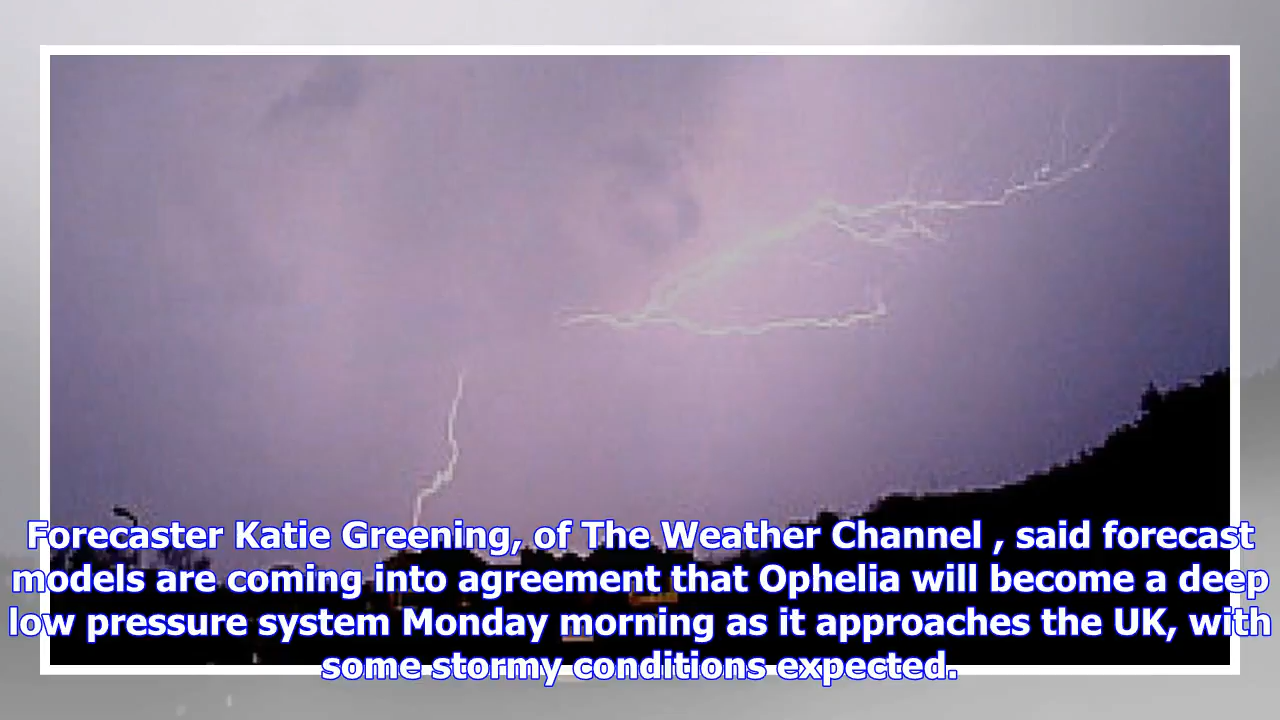 Forecaster Katie Greening, of The Weather Channel , said forecast
models are coming into agreement that Ophelia will become a deep
low pressure system Monday morning as it approaches the UK, with
some stormy conditions expected.